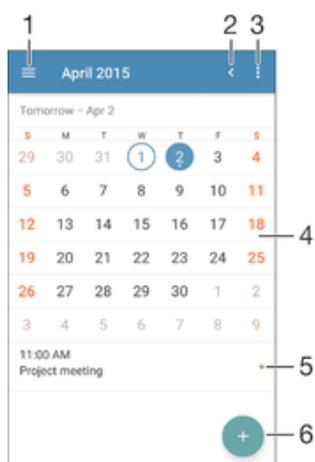 1 2 3
April 2015
Tomorrow – Apr 2
S M T W T F S
29 30 31 1 2 3 4
5 6 7 8 9 10 11
12 13 14 15 16 17 18
4
19 20 21 22 23 24 25
26 27 28 29 30 1 2
3 4 5 6 7 8 9
11:00 AM
Project meeting
5
+
6